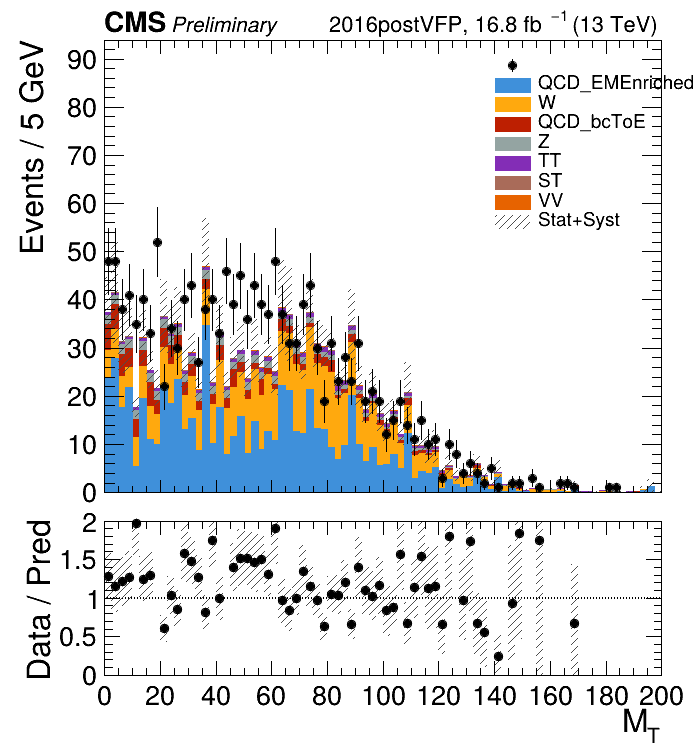 CMS Preliminary 2016postVFP, 16.8 fb⁻¹ (13 TeV)
Events / 5 GeV
90
80
70
60
50
40
30
20
10
0
QCD_EMEnriched
W
QCD_bcToE
Z
TT
ST
VV
Stat+Syst
Data / Pred
2
1.5
1
0.5
0
0 20 40 60 80 100 120 140 160 180 200
M_T